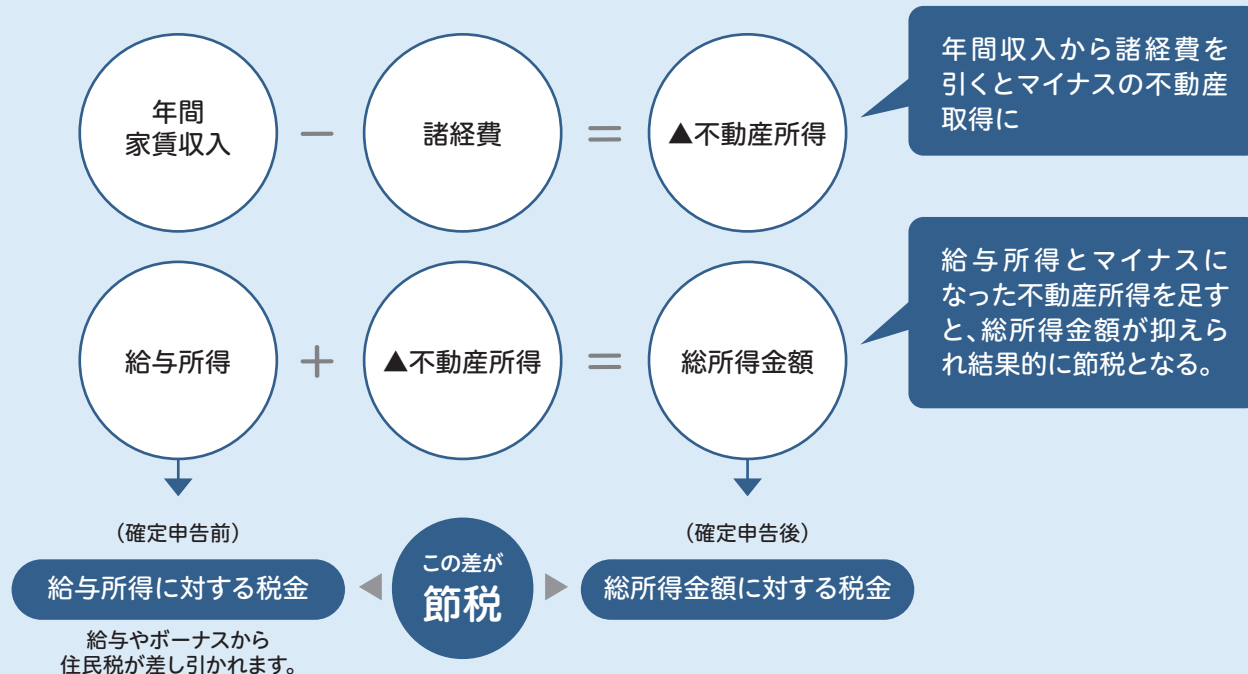 年間
家賃収入
−
諸経費
=
▲不動産所得
年間収入から諸経費を
引くとマイナスの不動産
取得に
給与所得
+
▲不動産所得
=
総所得金額
給与所得とマイナスに
なった不動産所得を足す
と、総所得金額が抑えら
れ結果的に節税となる。
(確定申告前)
給与所得に対する税金
給与やボーナスから
住民税が差し引かれます。
この差が
節税
(確定申告後)
総所得金額に対する税金